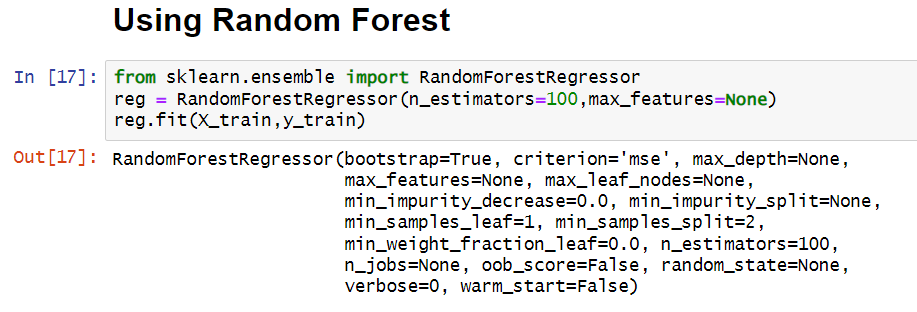 Using Random Forest
In [17]: from sklearn.ensemble import RandomForestRegressor
reg = RandomForestRegressor(n_estimators=100,max_features=None)
reg.fit(X_train,y_train)
Out[17]: RandomForestRegressor(bootstrap=True, criterion='mse', max_depth=None,
max_features=None, max_leaf_nodes=None,
min_impurity_decrease=0.0, min_impurity_split=None,
min_samples_leaf=1, min_samples_split=2,
min_weight_fraction_leaf=0.0, n_estimators=100,
n_jobs=None, oob_score=False, random_state=None,
verbose=0, warm_start=False)